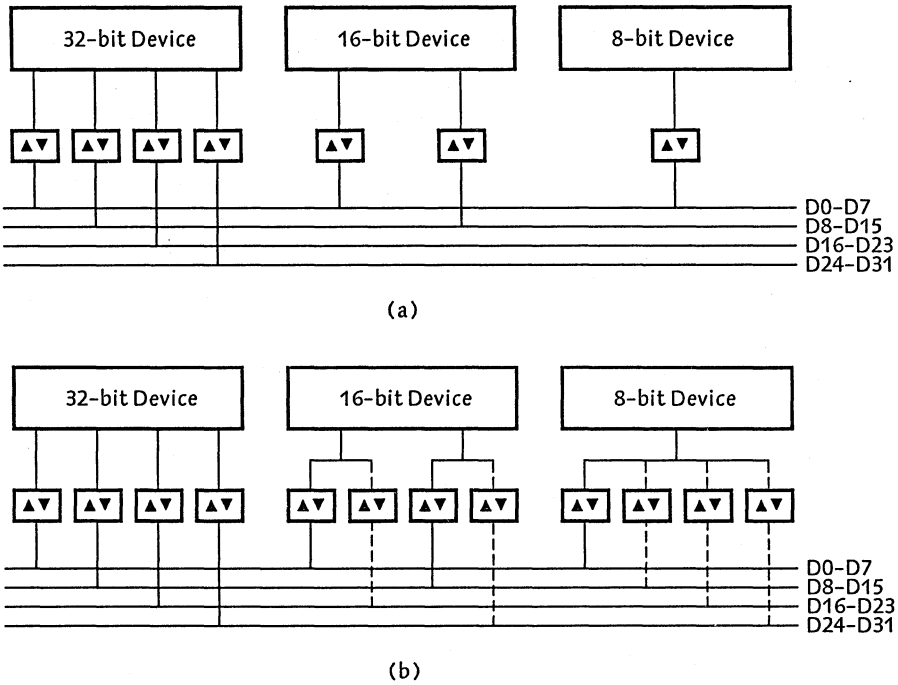 32-bit Device 16-bit Device 8-bit Device
▲▼ ▲▼ ▲▼ ▲▼ ▲▼ ▲▼ ▲▼
D0-D7
D8-D15
D16-D23
D24-D31
(a)
32-bit Device 16-bit Device 8-bit Device
▲▼ ▲▼ ▲▼ ▲▼ ▲▼ ▲▼ ▲▼ ▲▼ ▲▼ ▲▼ ▲▼ ▲▼
D0-D7
D8-D15
D16-D23
D24-D31
(b)